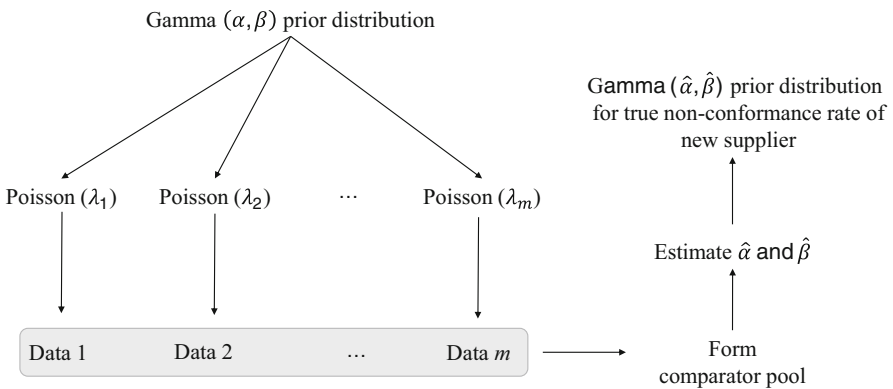 Gamma (α,β) prior distribution
Gamma (α̂,β̂) prior distribution
for true non-conformance rate of
new supplier
Poisson (λ₁) Poisson (λ₂) ... Poisson (λₘ)
Estimate α̂ and β̂
Data 1 Data 2 ... Data m
Form
comparator pool